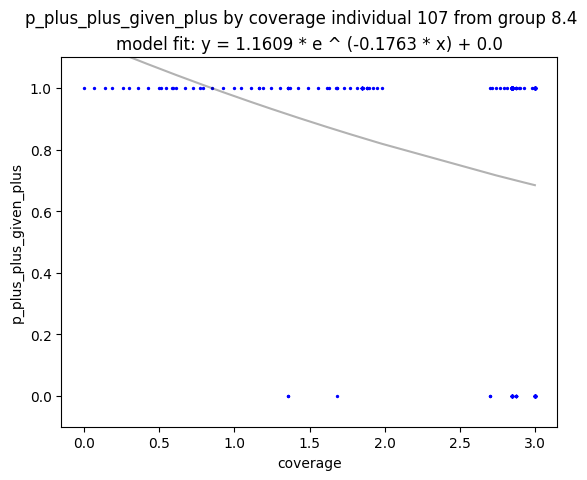 p_plus_plus_given_plus by coverage individual 107 from group 8.4
model fit: y = 1.1609 * e ^ (-0.1763 * x) + 0.0
1.0
0.8
0.6
0.4
0.2
0.0
p_plus_plus_given_plus
0.0 0.5 1.0 1.5 2.0 2.5 3.0
coverage